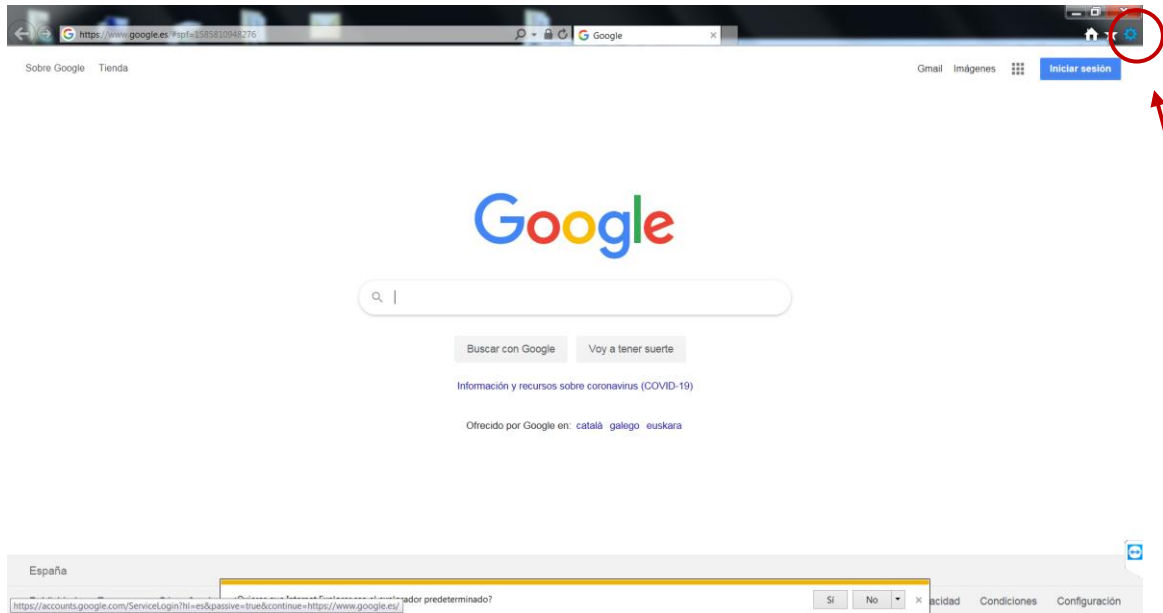 https://www.google.es/#spf=1585810948276
Google
Sobre Google Tienda
Gmail Imágenes Iniciar sesión
Google
Buscar con Google Voy a tener suerte
Información y recursos sobre coronavirus (COVID-19)
Ofrecido por Google en: català galego euskara
España
predeterminado? Sí No
Condiciones Configuración
https://accounts.google.com/ServiceLogin?hl=es&passive=true&continue=https://www.google.es/